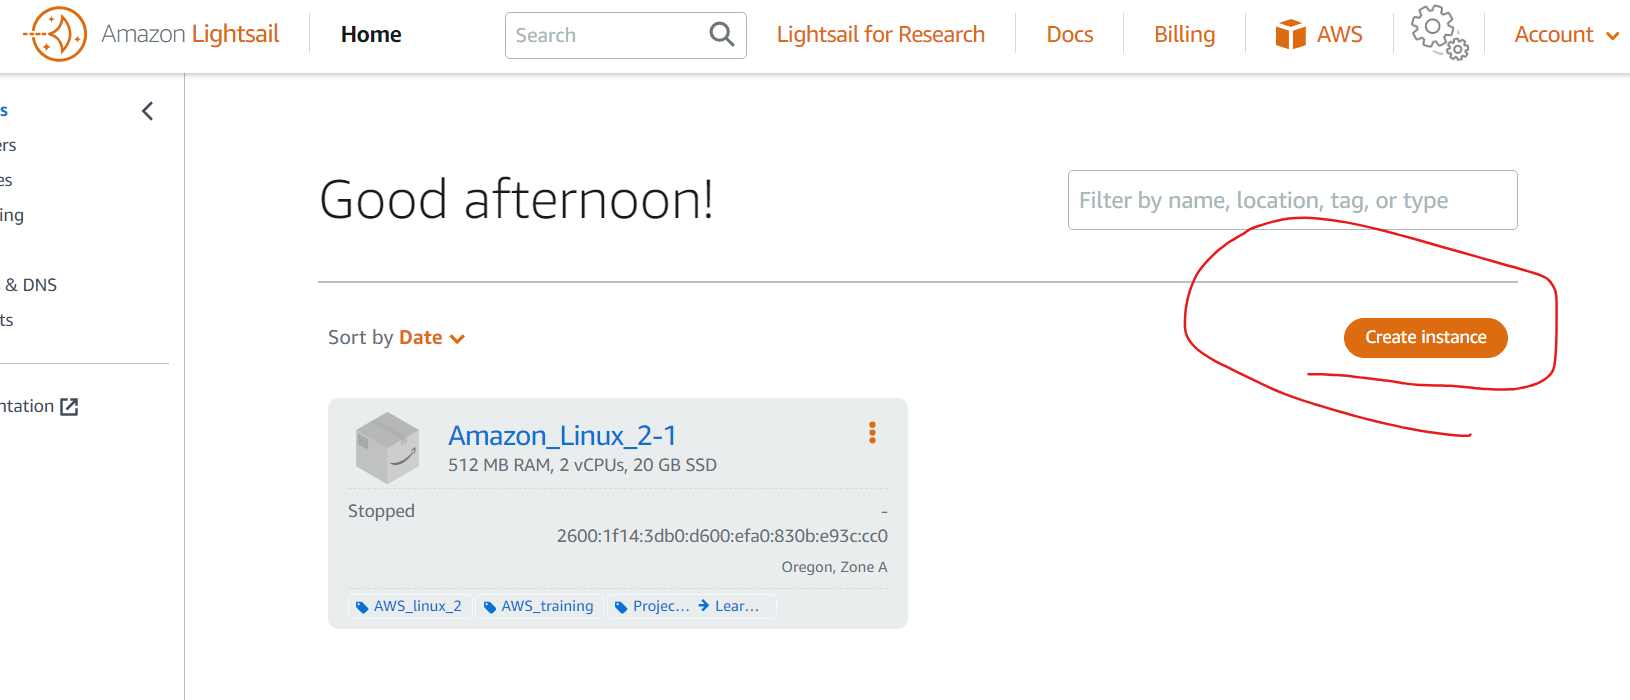 Amazon Lightsail Home Search Lightsail for Research Docs Billing AWS Account
s
ers
es
ing
& DNS
ts
ntation
Good afternoon!
Filter by name, location, tag, or type
Sort by Date
Create instance
Amazon_Linux_2-1
512 MB RAM, 2 vCPUs, 20 GB SSD
Stopped -
2600:1f14:3db0:d600:efa0:830b:e93c:cc0
Oregon, Zone A
AWS_linux_2 AWS_training Projec... → Lear...